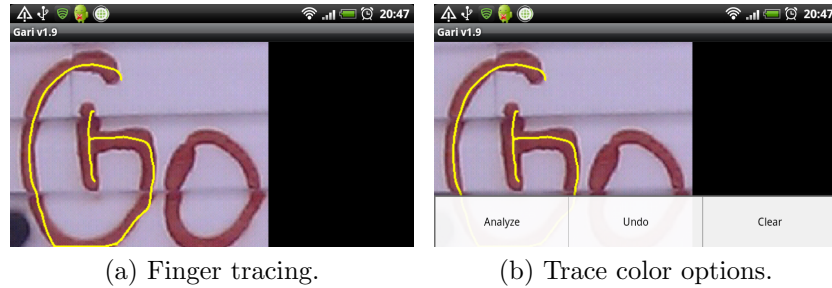 20:47
20:47
Gari v1.9
Gari v1.9
Go
Go
Analyze
Undo
Clear
(a) Finger tracing.
(b) Trace color options.